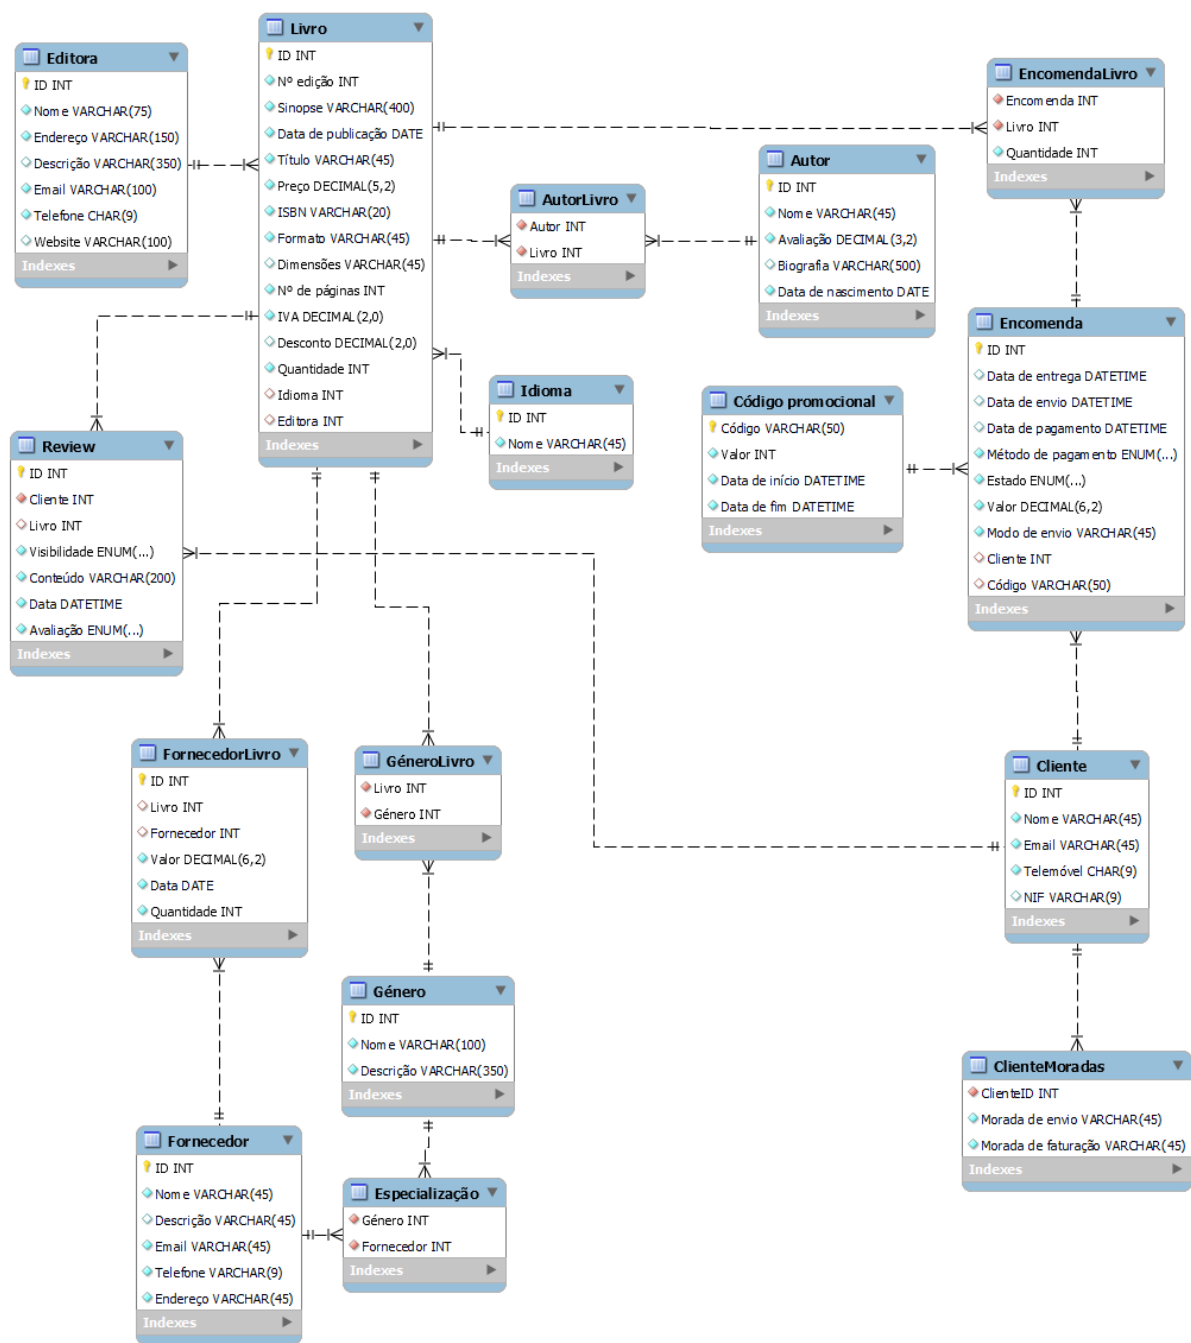 Editora
ID INT
Nome VARCHAR(75)
Endereço VARCHAR(150)
Descrição VARCHAR(350)
Email VARCHAR(100)
Telefone CHAR(9)
Website VARCHAR(100)
Indexes
Livro
ID INT
Nº edição INT
Sinopse VARCHAR(400)
Data de publicação DATE
Título VARCHAR(45)
Preço DECIMAL(5,2)
ISBN VARCHAR(20)
Formato VARCHAR(45)
Dimensões VARCHAR(45)
Nº de páginas INT
IVA DECIMAL(2,0)
Desconto DECIMAL(2,0)
Quantidade INT
Idioma INT
Editora INT
Indexes
EncomendaLivro
Encomenda INT
Livro INT
Quantidade INT
Indexes
AutorLivro
Autor INT
Livro INT
Indexes
Autor
ID INT
Nome VARCHAR(45)
Avaliação DECIMAL(3,2)
Biografia VARCHAR(500)
Data de nascimento DATE
Indexes
Idioma
ID INT
Nome VARCHAR(45)
Indexes
Código promocional
Código VARCHAR(50)
Valor INT
Data de início DATETIME
Data de fim DATETIME
Indexes
Encomenda
ID INT
Data de entrega DATETIME
Data de envio DATETIME
Data de pagamento DATETIME
Método de pagamento ENUM(...)
Estado ENUM(...)
Valor DECIMAL(6,2)
Modo de envio VARCHAR(45)
Cliente INT
Código VARCHAR(50)
Indexes
Review
ID INT
Cliente INT
Livro INT
Visibilidade ENUM(...)
Conteúdo VARCHAR(200)
Data DATETIME
Avaliação ENUM(...)
Indexes
FornecedorLivro
ID INT
Livro INT
Fornecedor INT
Valor DECIMAL(6,2)
Data DATE
Quantidade INT
Indexes
GéneroLivro
Livro INT
Género INT
Indexes
Cliente
ID INT
Nome VARCHAR(45)
Email VARCHAR(45)
Telemóvel CHAR(9)
NIF VARCHAR(9)
Indexes
Género
ID INT
Nome VARCHAR(100)
Descrição VARCHAR(350)
Indexes
ClienteMoradas
ClienteID INT
Morada de envio VARCHAR(45)
Morada de faturação VARCHAR(45)
Indexes
Fornecedor
ID INT
Nome VARCHAR(45)
Descrição VARCHAR(45)
Email VARCHAR(45)
Telefone VARCHAR(9)
Endereço VARCHAR(45)
Indexes
Especialização
Género INT
Fornecedor INT
Indexes